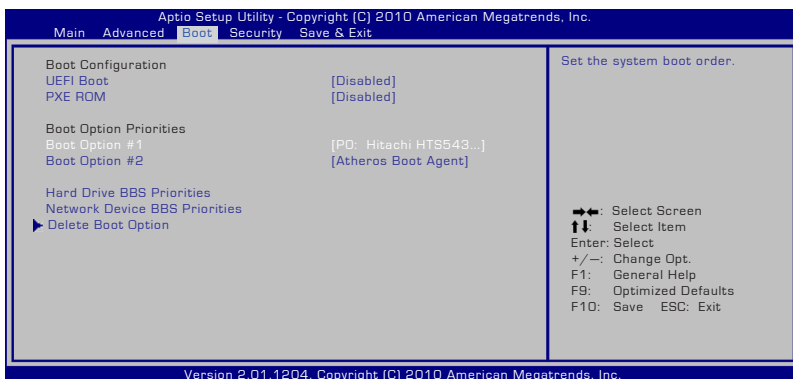 Aptio Setup Utility - Copyright (C) 2010 American Megatrends, Inc.
Main Advanced Boot Security Save & Exit
Boot Configuration
UEFI Boot [Disabled]
PXE ROM [Disabled]
Boot Option Priorities
Boot Option #1 [P0: Hitachi HTS543...]
Boot Option #2 [Atheros Boot Agent]
Hard Drive BBS Priorities
Network Device BBS Priorities
Delete Boot Option
Set the system boot order.
→←: Select Screen
↑↓: Select Item
Enter: Select
+/—: Change Opt.
F1: General Help
F9: Optimized Defaults
F10: Save ESC: Exit
Version 2.01.1204. Copyright (C) 2010 American Megatrends, Inc.